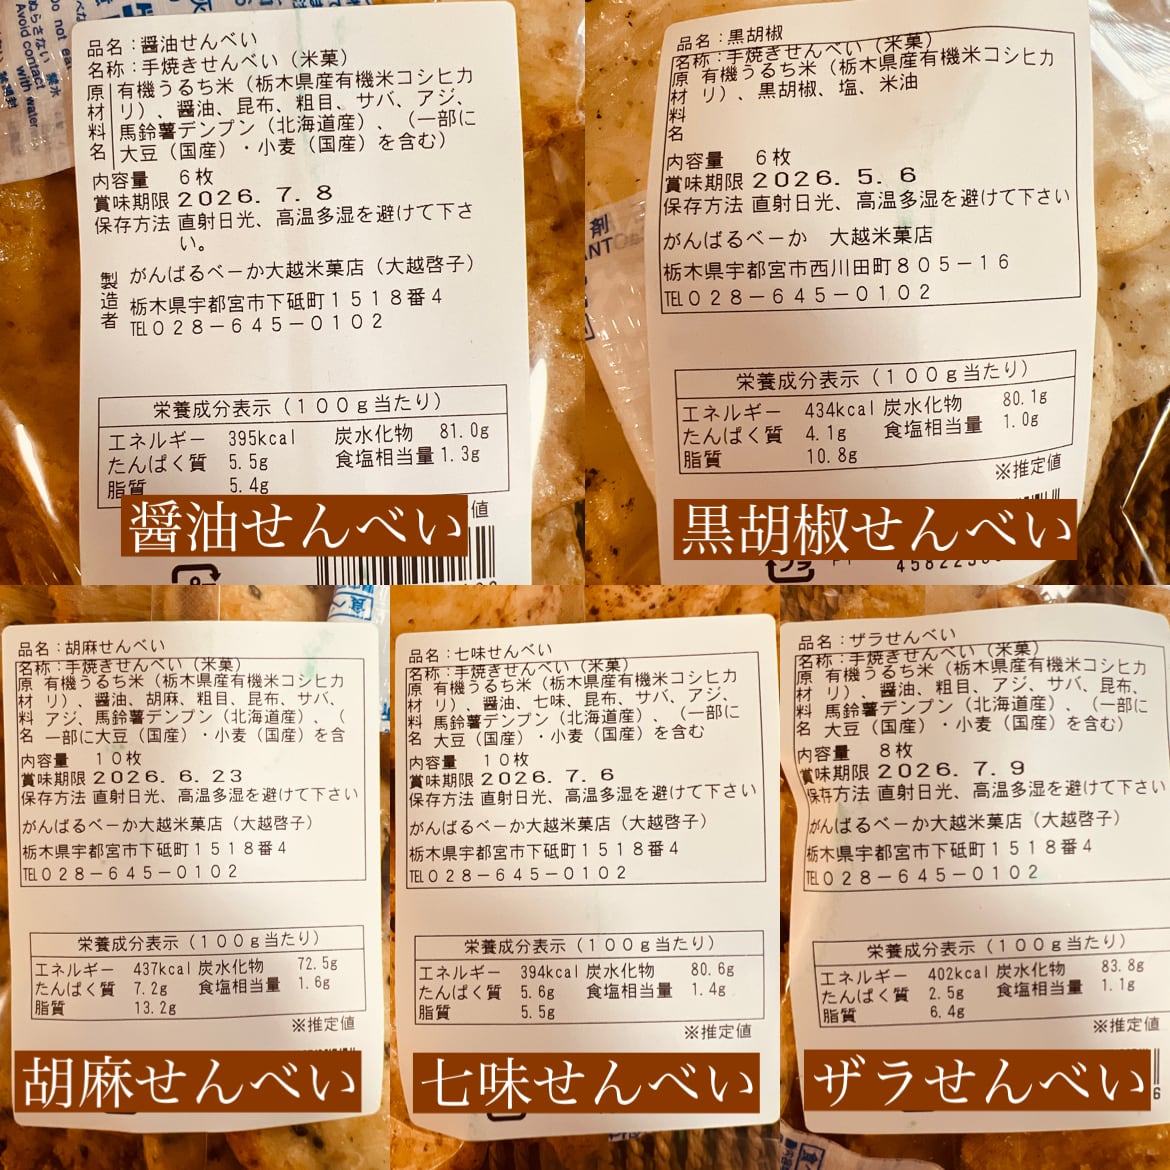 Do not ea
Avoid contact
with water
品名：醤油せんべい
名称：手焼きせんべい（米菓）
原材料名
有機うるち米（栃木県産有機米コシヒカ
リ）、醤油、昆布、粗目、サバ、アジ、
馬鈴薯デンプン（北海道産）、（一部に
大豆（国産）・小麦（国産）を含む）
内容量　６枚
賞味期限 2026. 7. 8
保存方法 直射日光、高温多湿を避けて下さ
い。
製造者
がんばるべーか大越米菓店（大越啓子）
栃木県宇都宮市下砥町１５１８番４
℡０２８－６４５－０１０２
栄養成分表示（１００ｇ当たり）
エネルギー 395kcal 炭水化物 81.0g
たんぱく質 5.5g 食塩相当量 1.3g
脂質 5.4g
値
醤油せんべい
品名：黒胡椒
名称：手焼きせんべい（米菓）
原材料名
有機うるち米（栃木県産有機米コシヒカ
リ）、黒胡椒、塩、米油
内容量　６枚
賞味期限 2026. 5. 6
保存方法 直射日光、高温多湿を避けて下さい
がんばるべーか　大越米菓店
栃木県宇都宮市西川田町８０５－１６
℡０２８－６４５－０１０２
栄養成分表示（１００ｇ当たり）
エネルギー 434kcal 炭水化物 80.1g
たんぱく質 4.1g 食塩相当量 1.0g
脂質 10.8g
※推定値
黒胡椒せんべい
プラ
品名：胡麻せんべい
名称：手焼きせんべい（米菓）
原材料名
有機うるち米（栃木県産有機米コシヒカ
リ）、醤油、胡麻、粗目、昆布、サバ、
アジ、馬鈴薯デンプン（北海道産）、（
一部に大豆（国産）・小麦（国産）を含
内容量　１０枚
賞味期限 2026. 6. 23
保存方法 直射日光、高温多湿を避けて下さい
がんばるべーか大越米菓店（大越啓子）
栃木県宇都宮市下砥町１５１８番４
℡０２８－６４５－０１０２
栄養成分表示（１００ｇ当たり）
エネルギー 437kcal 炭水化物 72.5g
たんぱく質 7.2g 食塩相当量 1.6g
脂質 13.2g
※推定値
胡麻せんべい
品名：七味せんべい
名称：手焼きせんべい（米菓）
原材料名
有機うるち米（栃木県産有機米コシヒカ
リ）、醤油、七味、昆布、サバ、アジ、
馬鈴薯デンプン（北海道産）、（一部に
大豆（国産）・小麦（国産）を含む
内容量　１０枚
賞味期限 2026. 7. 6
保存方法 直射日光、高温多湿を避けて下さい
がんばるべーか大越米菓店（大越啓子）
栃木県宇都宮市下砥町１５１８番４
℡０２８－６４５－０１０２
栄養成分表示（１００ｇ当たり）
エネルギー 394kcal 炭水化物 80.6g
たんぱく質 5.6g 食塩相当量 1.4g
脂質 5.5g
※推定値
七味せんべい
品名：ザラせんべい
名称：手焼きせんべい（米菓）
原材料名
有機うるち米（栃木県産有機米コシヒカ
リ）、醤油、粗目、アジ、サバ、昆布、
馬鈴薯デンプン（北海道産）、（一部に
大豆（国産）・小麦（国産）を含む）
内容量　８枚
賞味期限 2026. 7. 9
保存方法 直射日光、高温多湿を避けて下さい
がんばるべーか大越米菓店（大越啓子）
栃木県宇都宮市下砥町１５１８番４
℡０２８－６４５－０１０２
栄養成分表示（１００ｇ当たり）
エネルギー 402kcal 炭水化物 83.8g
たんぱく質 2.5g 食塩相当量 1.1g
脂質 6.4g
※推定値
ザラせんべい